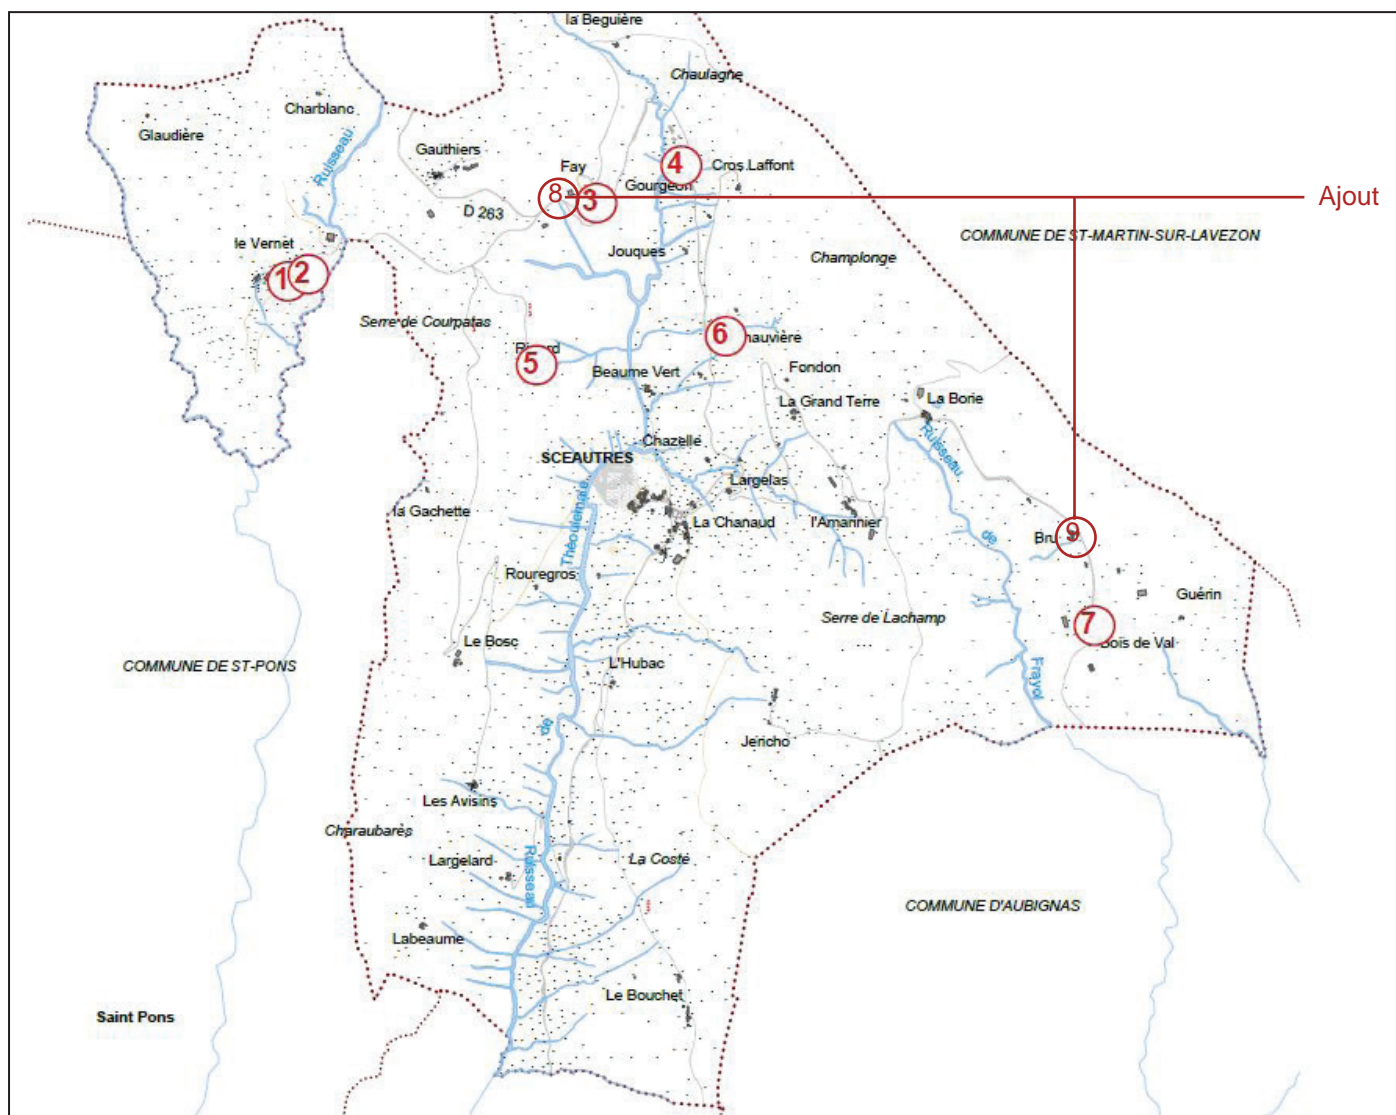 la Beguière
Chaulagne
Charblanc
Glaudière
Ruisseau
Gauthiers
Fay
4
Cros Laffont
Gourgeon
8
3
Ajout
D 263
COMMUNE DE ST-MARTIN-SUR-LAVEZON
le Vernet
Jouques
Champlonge
1
2
Serre de Courpatas
6
5
Beaume Vert
Fondon
La Grand Terre
La Borie
Chazelle
SCEAUTRES
Ruisseau
Largelas
la Gachette
La Chanaud
l'Amannier
de
9
Rouregros
Guérin
Serre de Lachamp
7
Le Bosc
Bois de Val
COMMUNE DE ST-PONS
L'Hubac
Frayol
de
Jericho
Les Avisins
Charaubarès
Largelard
La Coste
Ruisseau
COMMUNE D'AUBIGNAS
Labeaume
Le Bouchet
Saint Pons